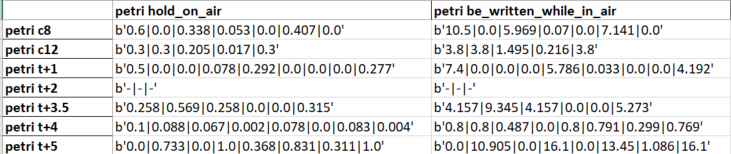 petri hold_on_air petri be_written_while_in_air
petri c8 b'0.6|0.0|0.338|0.053|0.0|0.407|0.0' b'10.5|0.0|5.969|0.07|0.0|7.141|0.0'
petri c12 b'0.3|0.3|0.205|0.017|0.3' b'3.8|3.8|1.495|0.216|3.8'
petri t+1 b'0.5|0.0|0.0|0.078|0.292|0.0|0.0|0.0|0.277' b'7.4|0.0|0.0|0.0|5.786|0.033|0.0|0.0|4.192'
petri t+2 b'-|-|-' b'-|-|-'
petri t+3.5 b'0.258|0.569|0.258|0.0|0.0|0.315' b'4.157|9.345|4.157|0.0|0.0|5.273'
petri t+4 b'0.1|0.088|0.067|0.002|0.078|0.0|0.083|0.004' b'0.8|0.8|0.487|0.0|0.8|0.791|0.299|0.769'
petri t+5 b'0.0|0.733|0.0|1.0|0.368|0.831|0.311|1.0' b'0.0|10.905|0.0|16.1|0.0|13.45|1.086|16.1'